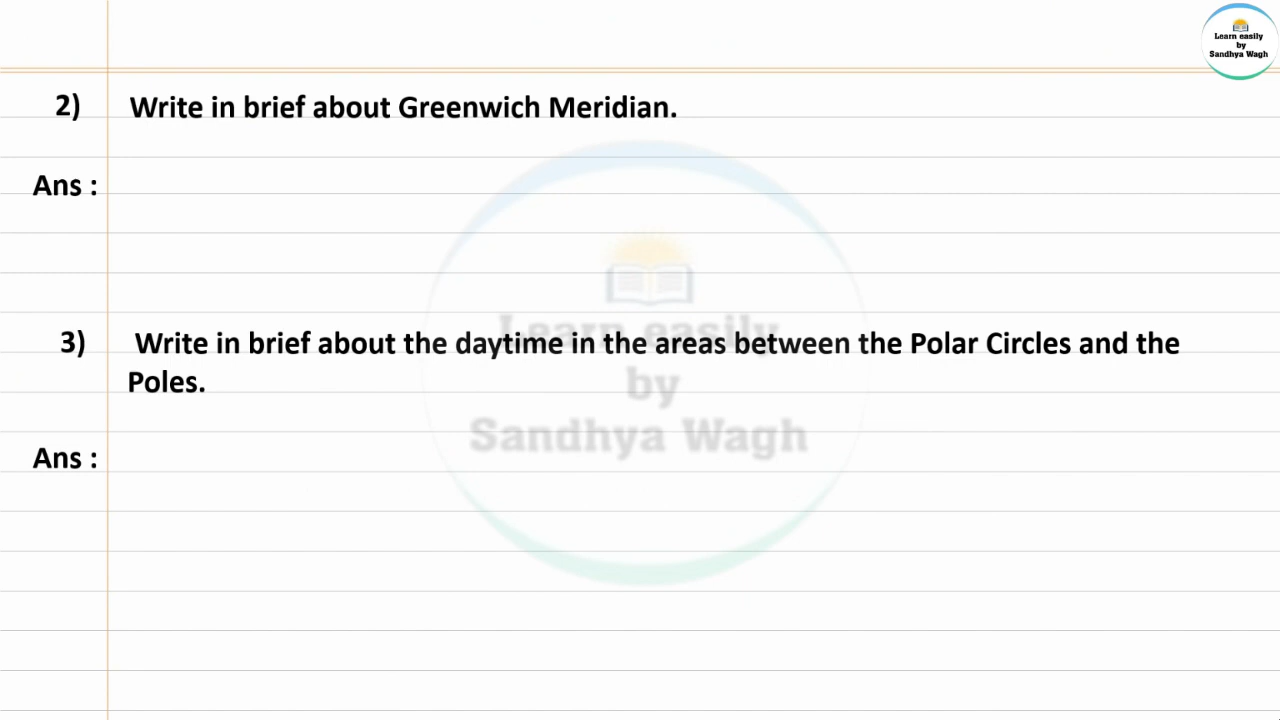 Learn easily
by
Sandhya Wagh
2) Write in brief about Greenwich Meridian.
Ans :
3) Write in brief about the daytime in the areas between the Polar Circles and the
Poles.
Ans :
Learn easily
by
Sandhya Wagh